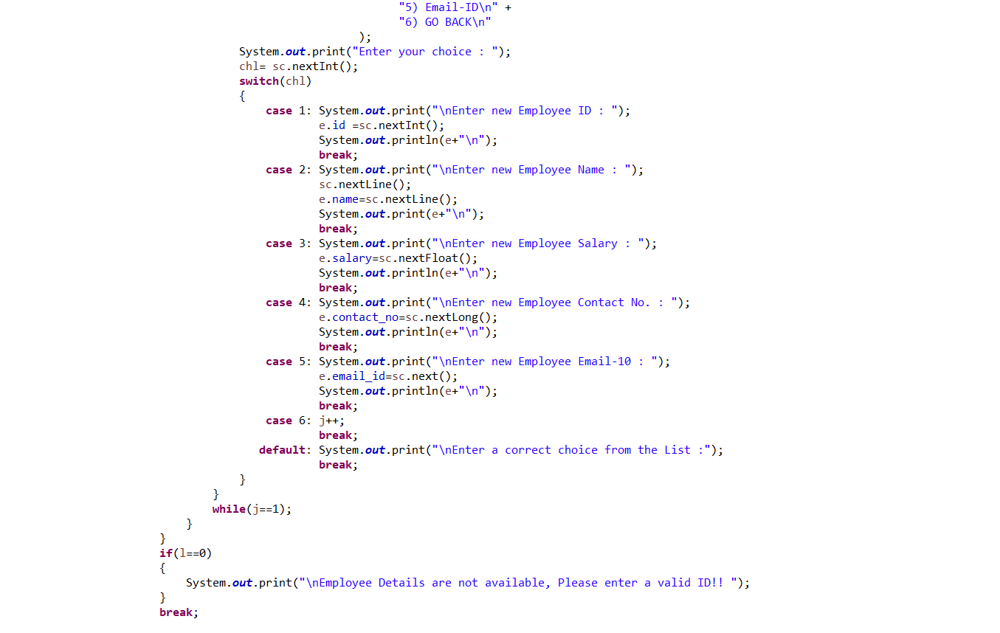 "5) Email-ID\n" +
"6) GO BACK\n"
);
System.out.print("Enter your choice : ");
chl= sc.nextInt();
switch(chl)
{
case 1: System.out.print("\nEnter new Employee ID : ");
e.id =sc.nextInt();
System.out.println(e+"\n");
break;
case 2: System.out.print("\nEnter new Employee Name : ");
sc.nextLine();
e.name=sc.nextLine();
System.out.print(e+"\n");
break;
case 3: System.out.print("\nEnter new Employee Salary : ");
e.salary=sc.nextFloat();
System.out.println(e+"\n");
break;
case 4: System.out.print("\nEnter new Employee Contact No. : ");
e.contact_no=sc.nextLong();
System.out.println(e+"\n");
break;
case 5: System.out.print("\nEnter new Employee Email-10 : ");
e.email_id=sc.next();
System.out.println(e+"\n");
break;
case 6: j++;
break;
default: System.out.print("\nEnter a correct choice from the List :");
break;
}
}
while(j==1);
}
}
if(l==0)
{
System.out.print("\nEmployee Details are not available, Please enter a valid ID!! ");
}
break;